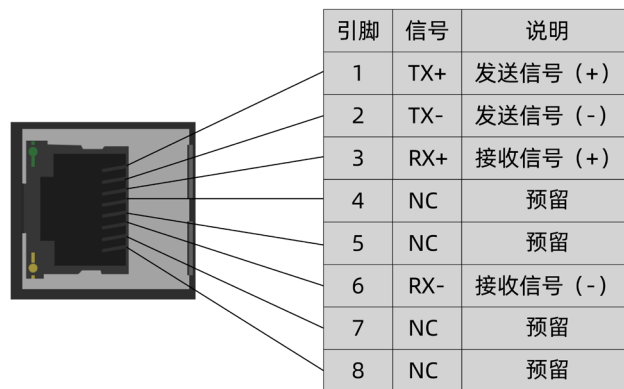 引脚 信号 说明
1 TX+ 发送信号（+）
2 TX- 发送信号（-）
3 RX+ 接收信号（+）
4 NC 预留
5 NC 预留
6 RX- 接收信号（-）
7 NC 预留
8 NC 预留